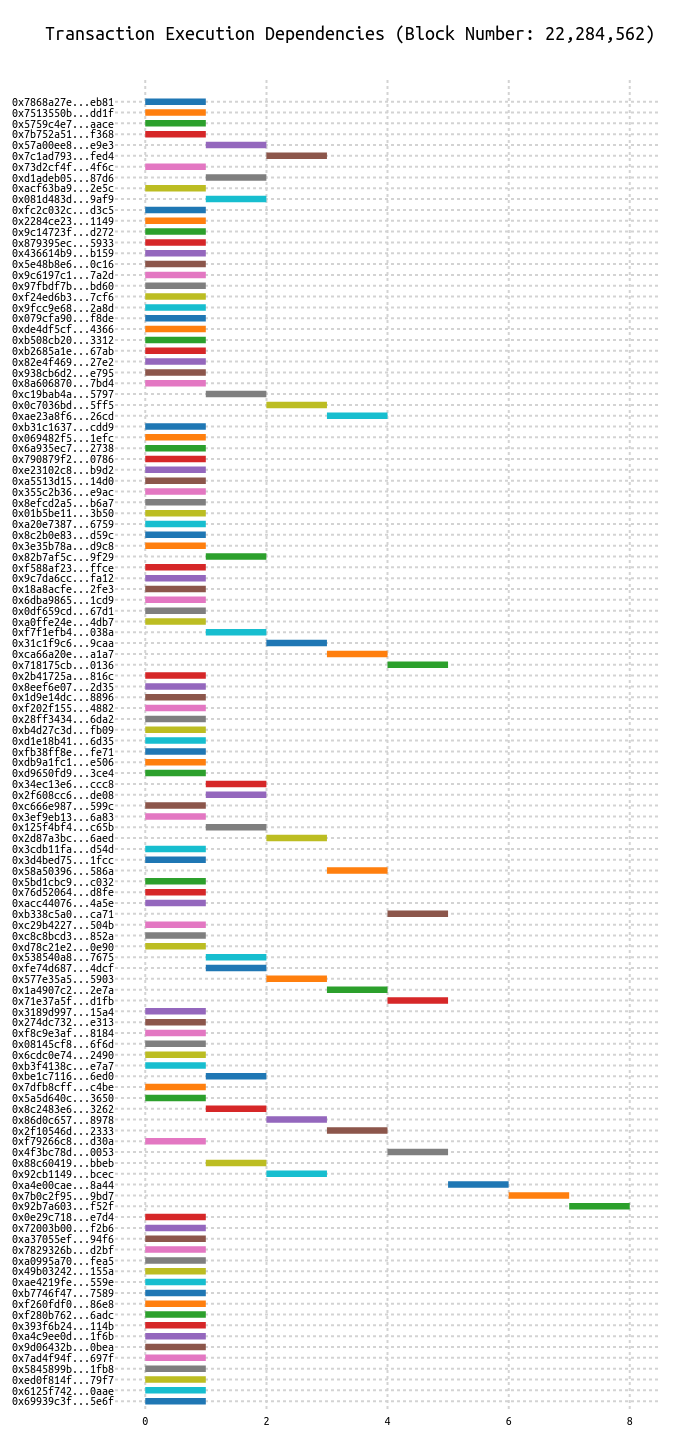 Transaction Execution Dependencies (Block Number: 22,284,562)
0x7868a27e...eb81
0x7513550b...dd1f
0x5759c4e7...aace
0x7b752a51...f368
0x57a00ee8...e9e3
0x7c1ad793...fed4
0x73d2cf4f...4f6c
0xd1adeb05...87d6
0xacf63ba9...2e5c
0x081d483d...9af9
0xfc2c032c...d3c5
0x2284ce23...1149
0x9c14723f...d272
0x879395ec...5933
0x436614b9...b159
0x5e48b8e6...0c16
0x9c6197c1...7a2d
0x97fbdf7b...bd60
0xf24ed6b3...7cf6
0x9fcc9e68...2a8d
0x079cfa90...f8de
0xde4df5cf...4366
0xb508cb20...3312
0xb2685a1e...67ab
0x82e4f469...27e2
0x938cb6d2...e795
0x8a606870...7bd4
0xc19bab4a...5797
0x0c7036bd...5ff5
0xae23a8f6...26cd
0xb31c1637...cdd9
0x069482f5...1efc
0x6a935ec7...2738
0x790879f2...0786
0xe23102c8...b9d2
0xa5513d15...14d0
0x355c2b36...e9ac
0x8efcd2a5...b6a7
0x01b5be11...3b50
0xa20e7387...6759
0x8c2b0e83...d59c
0x3e35b78a...d9c8
0x82b7af5c...9f29
0xf588af23...ffce
0x9c7da6cc...fa12
0x18a8acfe...2fe3
0x6dba9865...1cd9
0x0df659cd...67d1
0xa0ffe24e...4db7
0xf7f1efb4...038a
0x31c1f9c6...9caa
0xca66a20e...a1a7
0x718175cb...0136
0x2b41725a...816c
0x8eef6e07...2d35
0x1d9e14dc...8896
0xf202f155...4882
0x28ff3434...6da2
0xb4d27c3d...fb09
0xd1e18b41...6d35
0xfb38ff8e...fe71
0xdb9a1fc1...e506
0xd9650fd9...3ce4
0x34ec13e6...ccc8
0x2f608cc6...de08
0xc666e987...599c
0x3ef9eb13...6a83
0x125f4bf4...c65b
0x2d87a3bc...6aed
0x3cdb11fa...d54d
0x3d4bed75...1fcc
0x58a50396...586a
0x5bd1cbc9...c032
0x76d52064...d8fe
0xacc44076...4a5e
0xb338c5a0...ca71
0xc29b4227...504b
0xc8c8bcd3...852a
0xd78c21e2...0e90
0x538540a8...7675
0xfe74d687...4dcf
0x577e35a5...5903
0x1a4907c2...2e7a
0x71e37a5f...d1fb
0x3189d997...15a4
0x274dc732...e313
0xf8c9e3af...8184
0x08145cf8...6f6d
0x6cdc0e74...2490
0xb3f4138c...e7a7
0xbe1c7116...6ed0
0x7dfb8cff...c4be
0x5a5d640c...3650
0x8c2483e6...3262
0x86d0c657...8978
0x2f10546d...2333
0xf79266c8...d30a
0x4f3bc78d...0053
0x88c60419...bbeb
0x92cb1149...bcec
0xa4e00cae...8a44
0x7b0c2f95...9bd7
0x92b7a603...f52f
0x0e29c718...e7d4
0x72003b00...f2b6
0xa37055ef...94f6
0x7829326b...d2bf
0xa0995a70...fea5
0x49b03242...155a
0xae4219fe...559e
0xb7746f47...7589
0xf260fdf0...86e8
0xf280b762...6adc
0x393f6b24...114b
0xa4c9ee0d...1f6b
0x9d06432b...0bea
0x7ad4f94f...697f
0x5845899b...1fb8
0xed0f814f...79f7
0x6125f742...0aae
0x69939c3f...5e6f
0 2 4 6 8